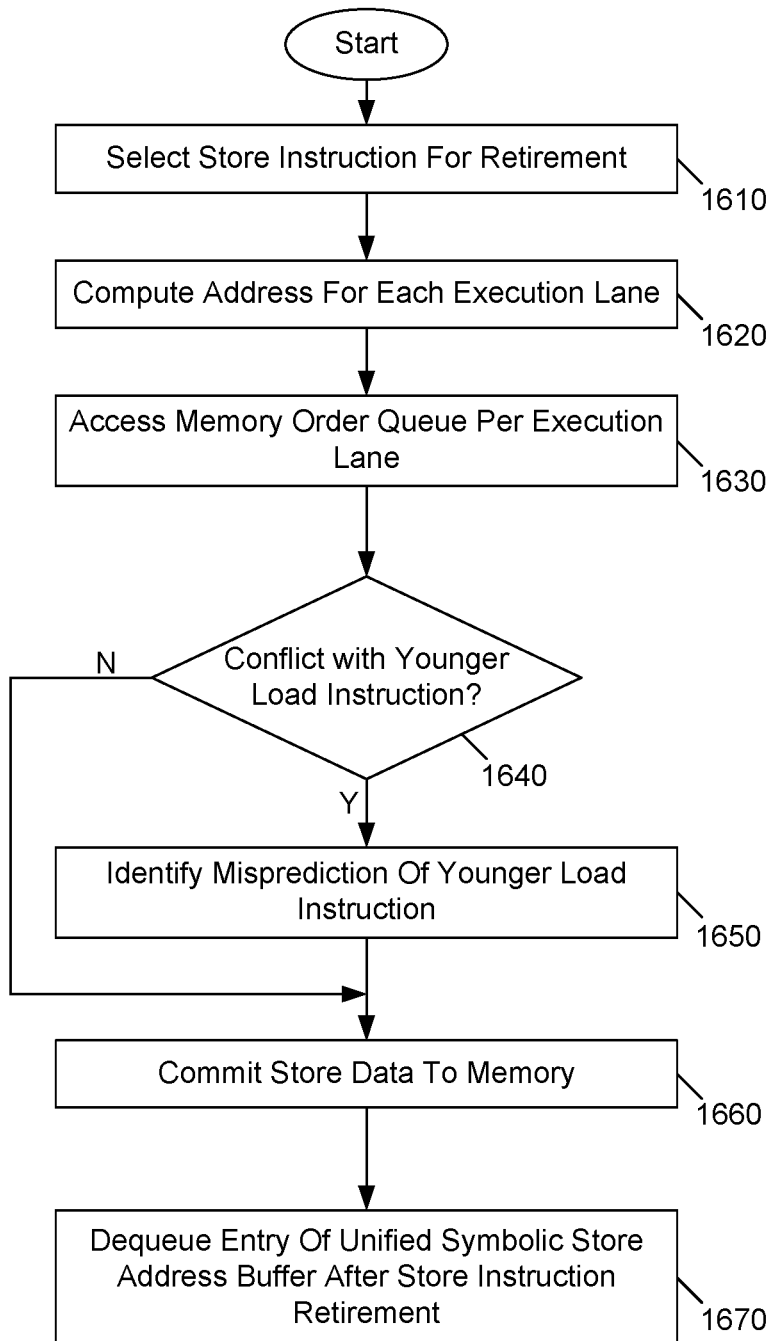 Start
Select Store Instruction For Retirement
1610
Compute Address For Each Execution Lane
1620
Access Memory Order Queue Per Execution
Lane
1630
Conflict with Younger
Load Instruction?
N
1640
Y
Identify Misprediction Of Younger Load
Instruction
1650
Commit Store Data To Memory
1660
Dequeue Entry Of Unified Symbolic Store
Address Buffer After Store Instruction
Retirement
1670